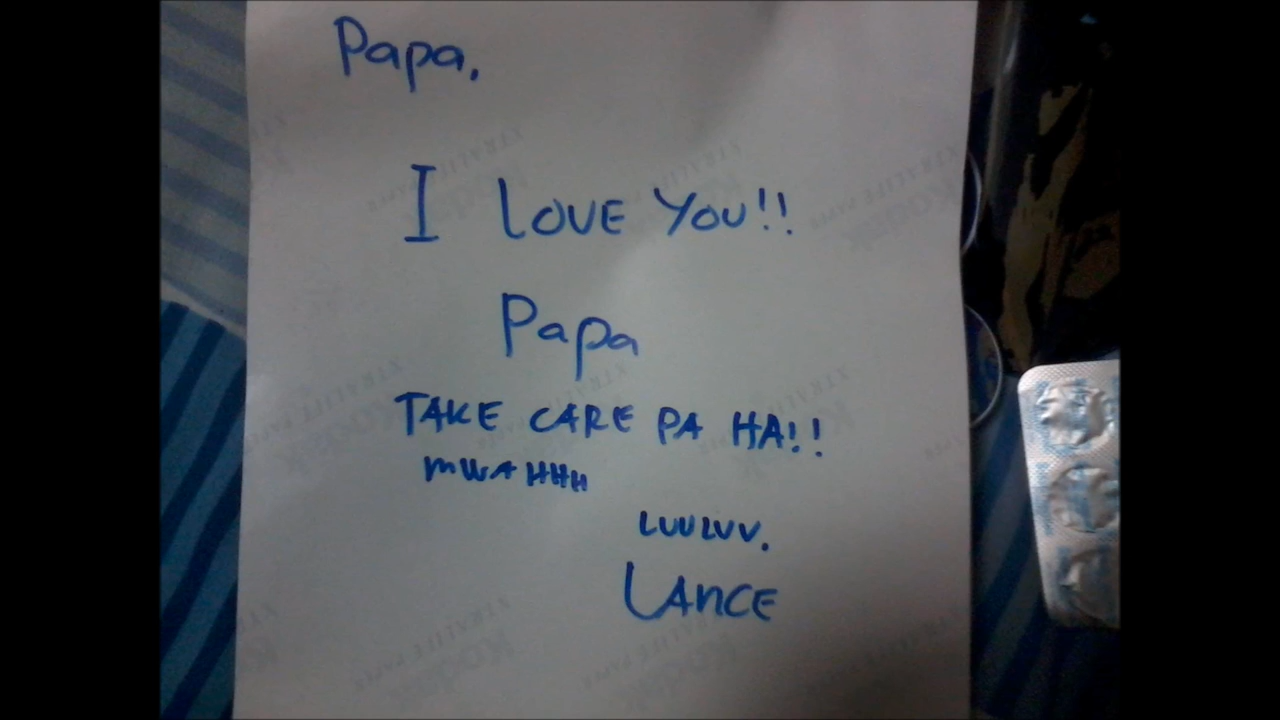 Papa,
I LOVE YOU!!
Papa
TAKE CARE PA HA!!
MWAHHH
LUVLUV.
LANCE